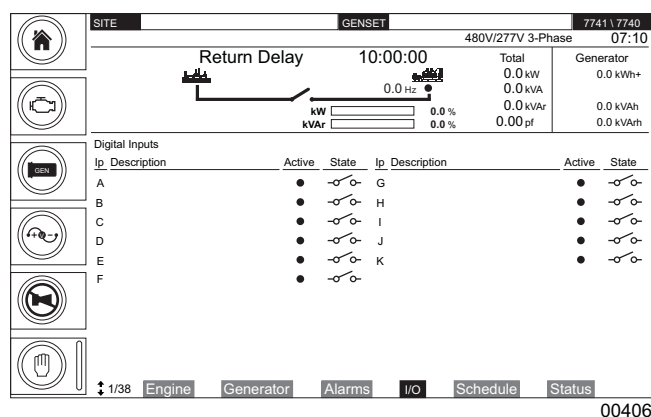 SITE GENSET 7741 \ 7740
480V/277V 3-Phase 07:10
Return Delay 10:00:00 Total Generator
0.0 kW 0.0 kWh+
0.0 Hz 0.0 kVA
kW 0.0 % 0.0 kVAr 0.0 kVAh
kVAr 0.0 % 0.00 pf 0.0 kVArh
Digital Inputs
Ip Description Active State Ip Description Active State
A G
B H
C I
D J
E K
F
GEN
1/38 Engine Generator Alarms I/O Schedule Status
00406